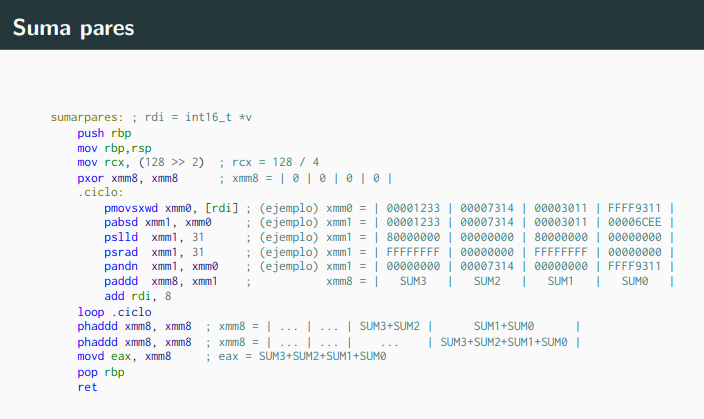 Suma pares
sumarpares: ; rdi = int16_t *v
push rbp
mov rbp,rsp
mov rcx, (128 >> 2)  ; rcx = 128 / 4
pxor xmm8, xmm8      ; xmm8 = | 0 | 0 | 0 | 0 |
.ciclo:
pmovsxwd xmm0, [rdi] ; (ejemplo) xmm0 = | 00001233 | 00007314 | 00003011 | FFFF9311 |
pabsd xmm1, xmm0     ; (ejemplo) xmm1 = | 00001233 | 00007314 | 00003011 | 00006CEE |
pslld  xmm1, 31      ; (ejemplo) xmm1 = | 80000000 | 00000000 | 80000000 | 00000000 |
psrad  xmm1, 31      ; (ejemplo) xmm1 = | FFFFFFFF | 00000000 | FFFFFFFF | 00000000 |
pandn  xmm1, xmm0    ; (ejemplo) xmm1 = | 00000000 | 00007314 | 00000000 | FFFF9311 |
paddd  xmm8, xmm1    ;           xmm8 = |   SUM3   |   SUM2   |   SUM1   |   SUM0   |
add rdi, 8
loop .ciclo
phaddd xmm8, xmm8  ; xmm8 = | ... | ... | SUM3+SUM2 |      SUM1+SUM0      |
phaddd xmm8, xmm8  ; xmm8 = | ... | ... |    ...    | SUM3+SUM2+SUM1+SUM0 |
movd eax, xmm8     ; eax = SUM3+SUM2+SUM1+SUM0
pop rbp
ret